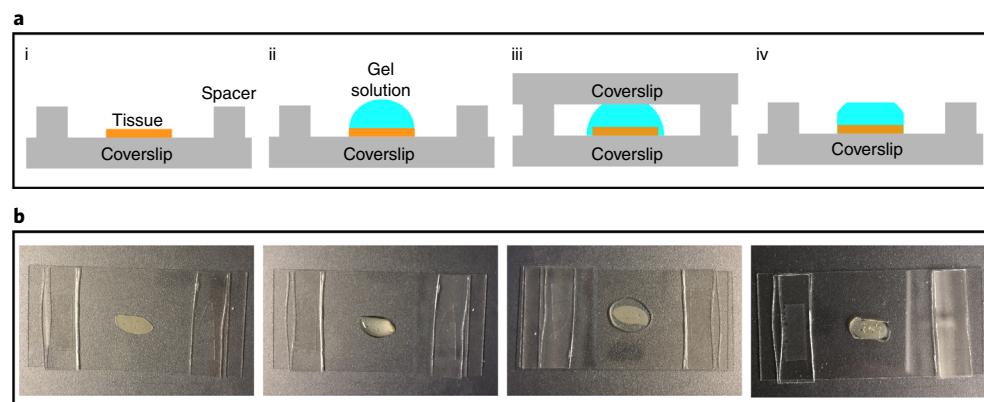 a
i
ii
iii
iv
Gel
solution
Coverslip
Spacer
Tissue
Coverslip
Coverslip
Coverslip
Coverslip
b